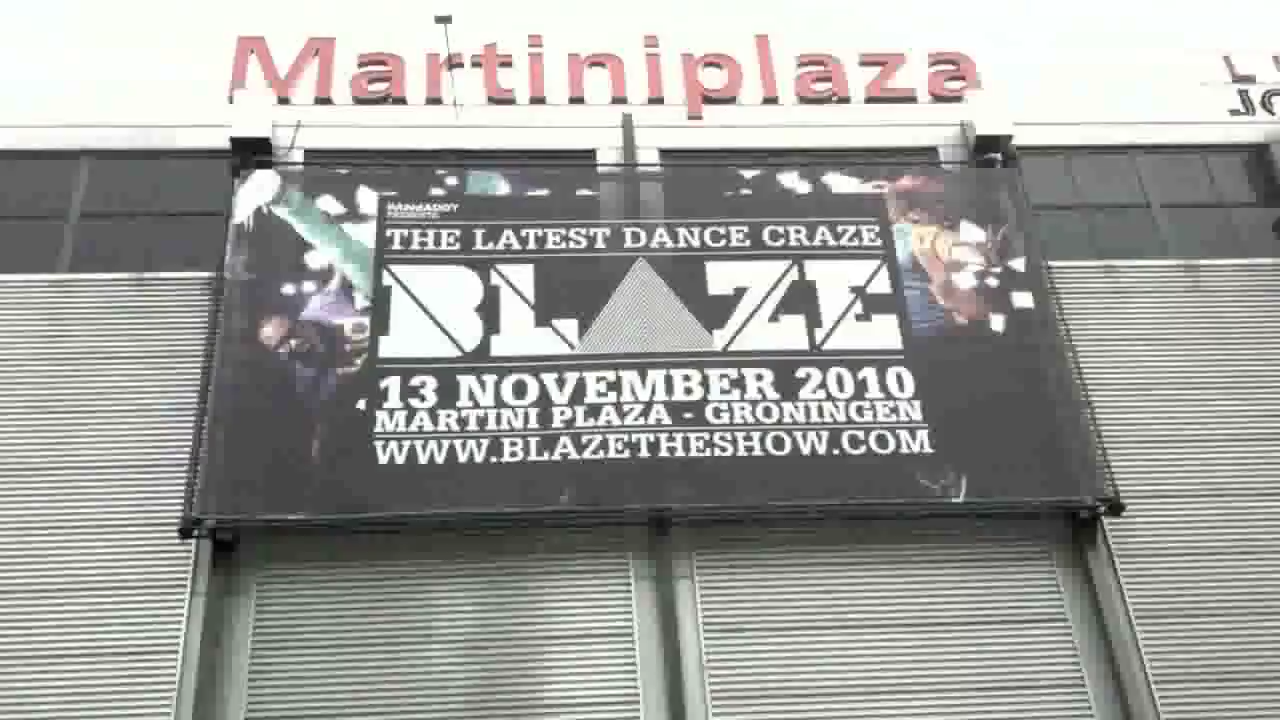 Martiniplaza
THE LATEST DANCE CRAZE
BLAZE
13 NOVEMBER 2010
MARTINI PLAZA - GRONINGEN
WWW.BLAZETHESHOW.COM